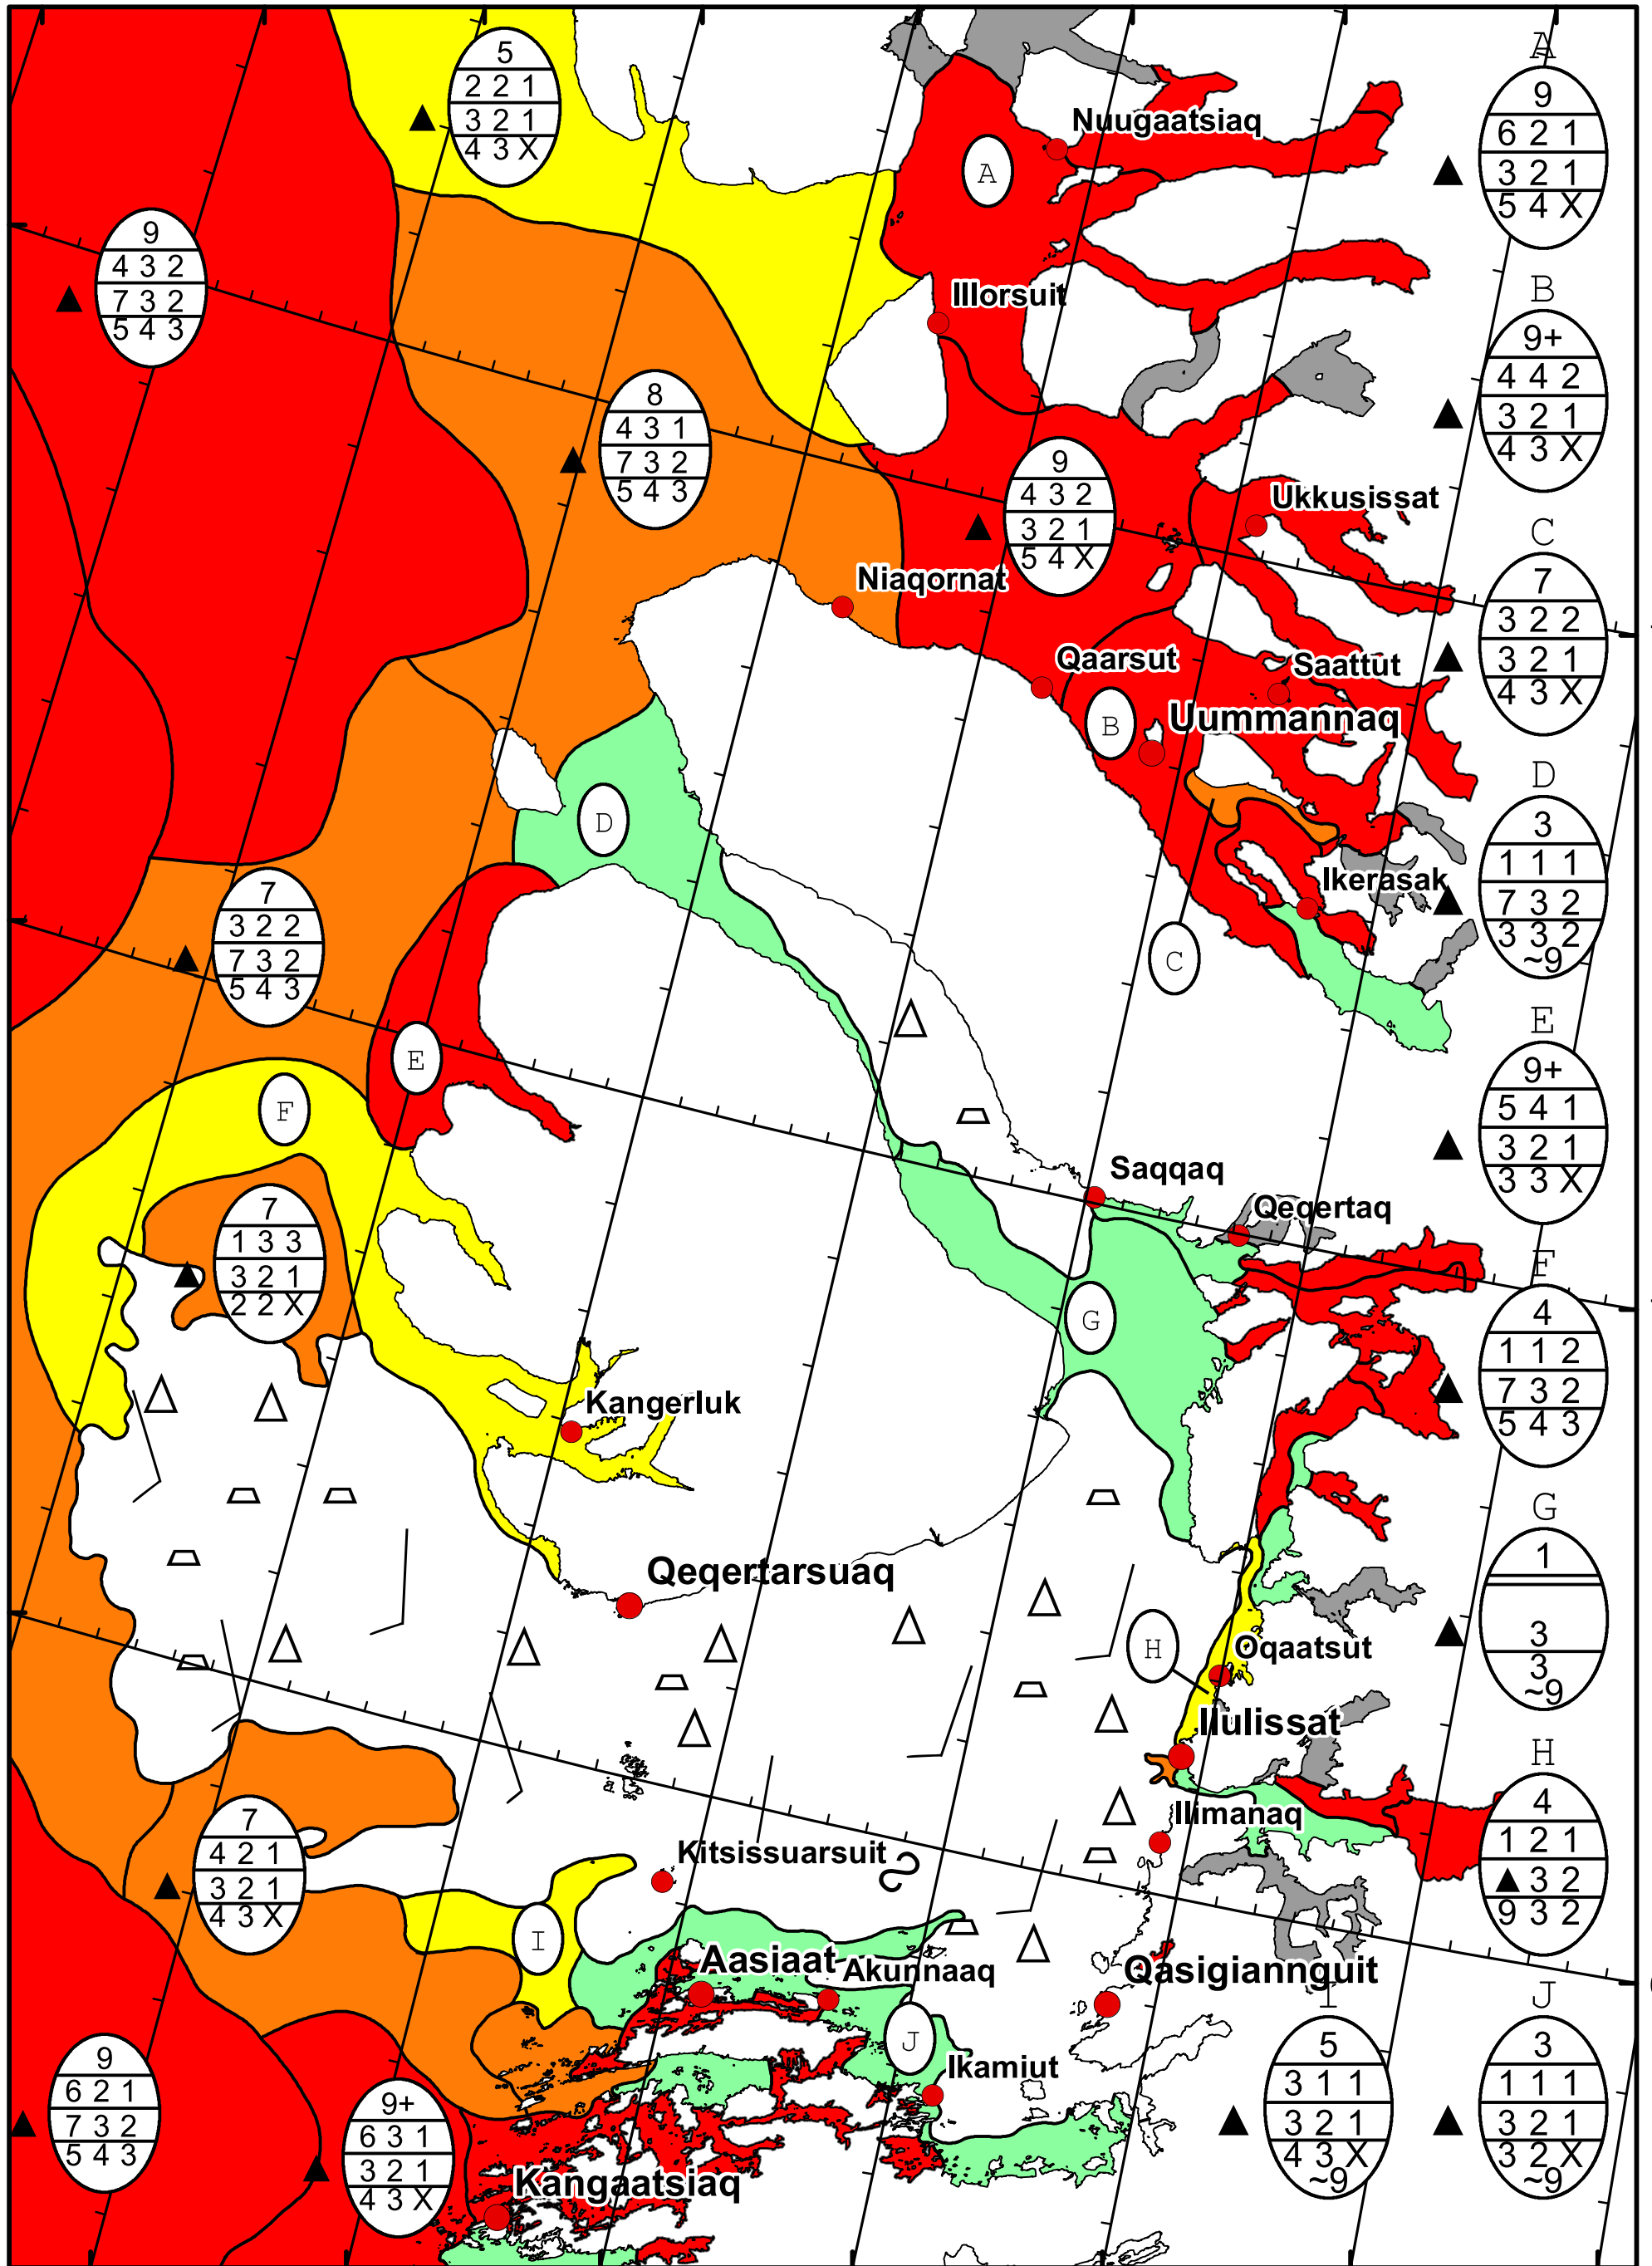 5
2 2 1
3 2 1
4 3 X
A
9
6 2 1
3 2 1
5 4 X
Nuugaatsiaq
A
9
4 3 2
7 3 2
5 4 3
Illorsuit
B
9+
4 4 2
3 2 1
4 3 X
8
4 3 1
7 3 2
5 4 3
9
4 3 2
3 2 1
5 4 X
Ukkusissat
C
7
3 2 2
3 2 1
4 3 X
Niaqornat
Qaarsut
Saattut
B
Uummannaq
D
3
1 1 1
7 3 2
3 3 2
~9
D
Ikerasak
7
3 2 2
7 3 2
5 4 3
C
E
9+
5 4 1
3 2 1
3 3 X
E
F
Saqqaq
Qeqertaq
7
1 3 3
3 2 1
2 2 X
F
4
1 1 2
7 3 2
5 4 3
G
Kangerluk
G
1
3
3
~9
Qeqertarsuaq
H
Oqaatsut
Ilulissat
H
4
1 2 1
3 2
9 3 2
Ilimanaq
7
4 2 1
3 2 1
4 3 X
Kitsissuarsuit
I
Aasiaat
Akunnaaq
Qasigiannguit
J
Ikamiut
I
5
3 1 1
3 2 1
4 3 X
~9
J
3
1 1 1
3 2 1
3 2 X
~9
9
6 2 1
7 3 2
5 4 3
9+
6 3 1
3 2 1
4 3 X
Kangaatsiaq